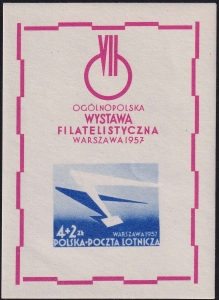 VII
OGÓLNOPOLSKA
WYSTAWA
FILATELISTYCZNA
WARSZAWA 1957
4+2 ZŁ
WARSZAWA 1957
POLSKA•POCZTA LOTNICZA